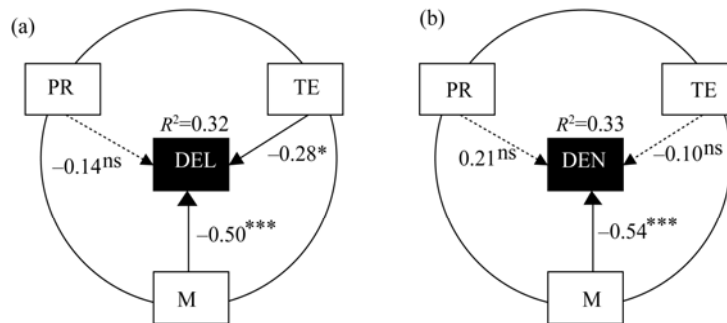 (a)
PR
TE
R²=0.32
DEL
–0.14ns
–0.28*
–0.50***
M
(b)
PR
TE
R²=0.33
DEN
0.21ns
–0.10ns
–0.54***
M